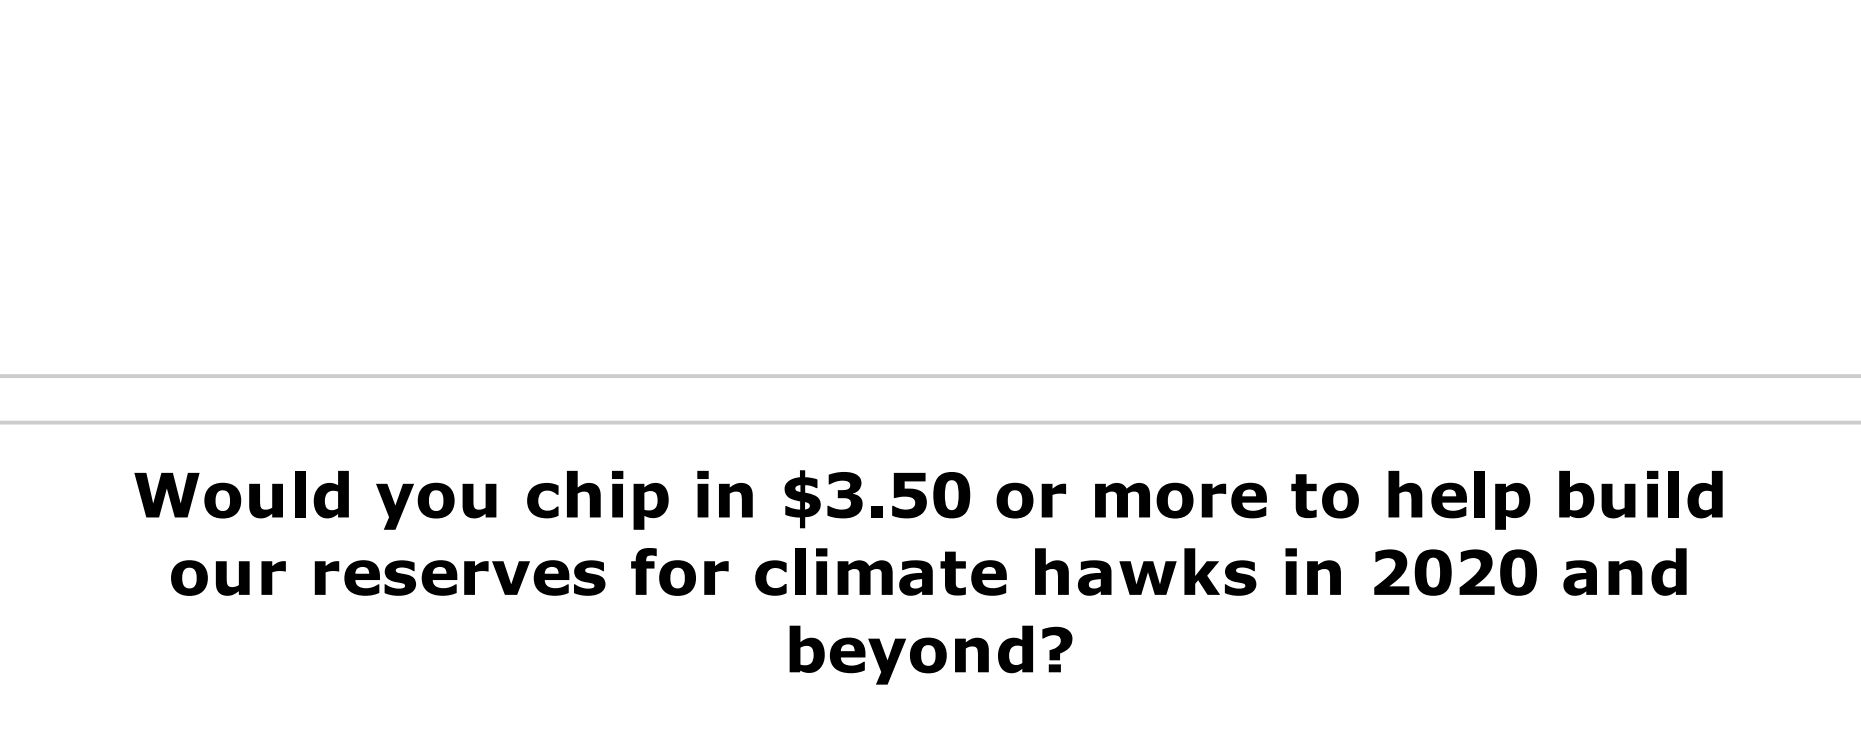 Would you chip in $3.50 or more to help build
our reserves for climate hawks in 2020 and
beyond?